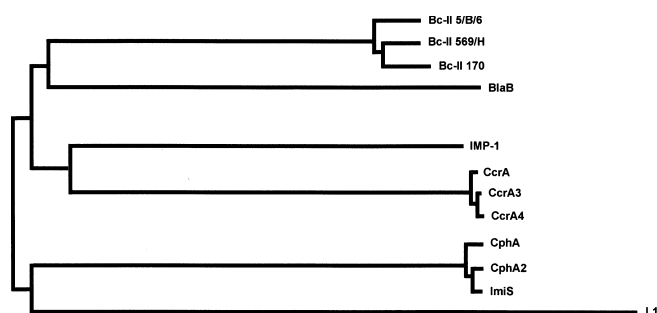 Bc-II 5/B/6
Bc-II 569/H
Bc-II 170
BlaB
IMP-1
CcrA
CcrA3
CcrA4
CphA
CphA2
ImiS
L1